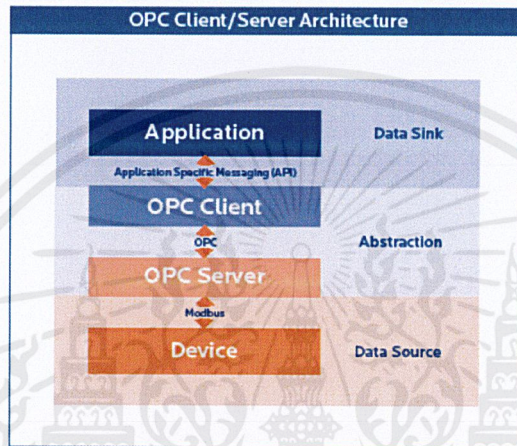 OPC Client/Server Architecture
Application
Data Sink
Application Specific Messaging (API)
OPC Client
OPC
Abstraction
OPC Server
Modbus
Device
Data Source